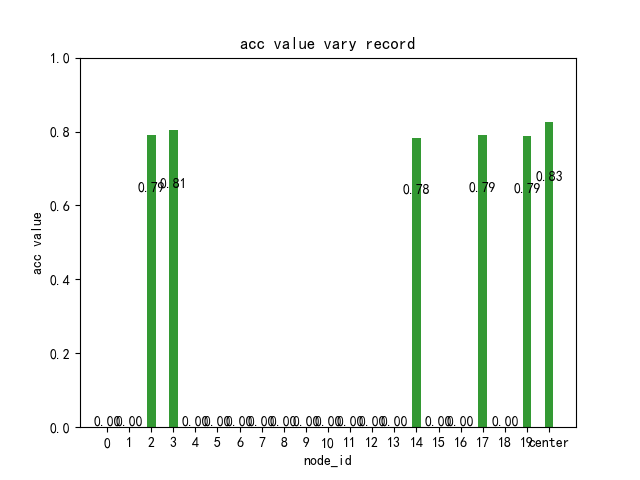 acc value vary record
acc value
1.0
0.8
0.6
0.4
0.2
0.0
0.79 0.81 0.78 0.79 0.79 0.83
0.00 0.00 0.00 0.00 0.00 0.00 0.00 0.00 0.00 0.00 0.00 0.00 0.00 0.00 0.00
0 1 2 3 4 5 6 7 8 9 10 11 12 13 14 15 16 17 18 19 center
node_id